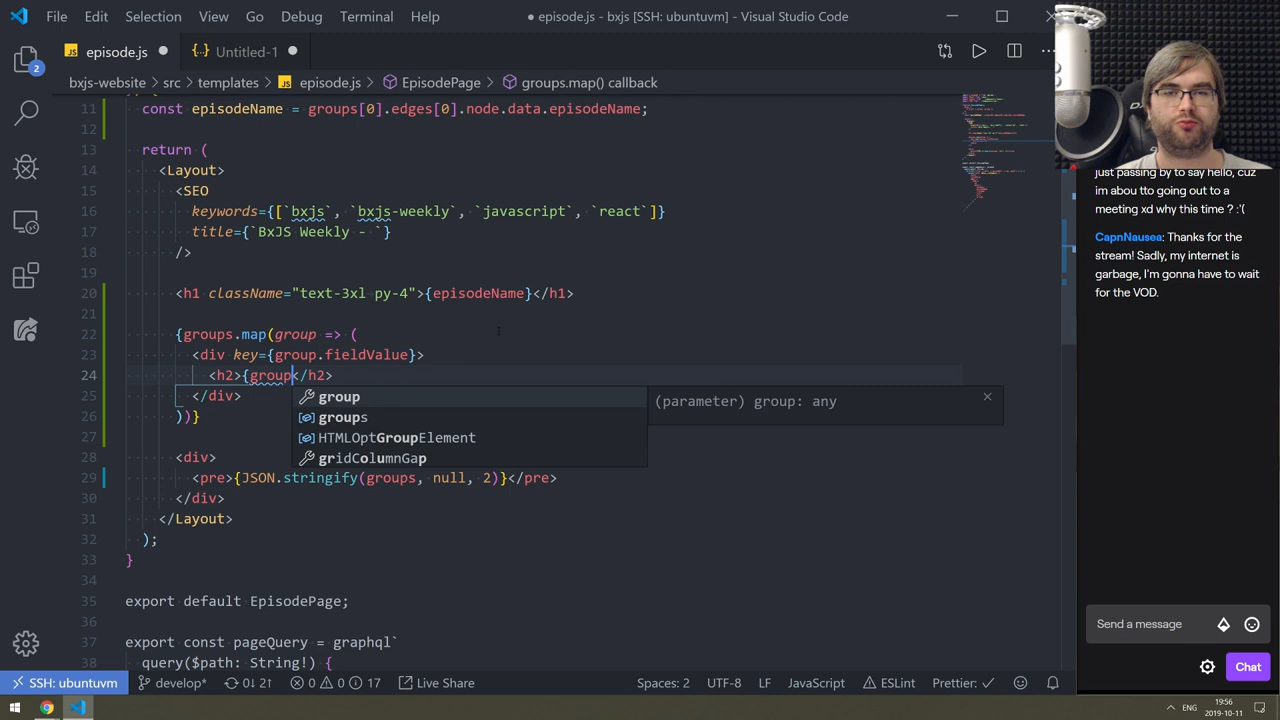 File Edit Selection View Go Debug Terminal Help
● episode.js - bxjs [SSH: ubuntuvm] - Visual Studio Code
JS episode.js ●
{..} Untitled-1 ●
2
bxjs-website > src > templates > JS episode.js > EpisodePage > groups.map() callback
11 const episodeName = groups[0].edges[0].node.data.episodeName;
12
13 return (
14 <Layout>
15 <SEO
16 keywords={[`bxjs`, `bxjs-weekly`, `javascript`, `react`]}
17 title={`BxJS Weekly - `}
18 />
19
20 <h1 className="text-3xl py-4">{episodeName}</h1>
21
22 {groups.map(group => (
23 <div key={group.fieldValue}>
24 <h2>{group</h2>
25 </div>
26 ))}
27
28 <div>
29 <pre>{JSON.stringify(groups, null, 2)}</pre>
30 </div>
31 </Layout>
32 );
33 }
34
35 export default EpisodePage;
36
37 export const pageQuery = graphql`
38 query($path: String!) {
group
groups
HTMLOptGroupElement
gridColumnGap
(parameter) group: any
just passing by to say hello, cuz
im abou tto going out to a
meeting xd why this time ? :'(
CapnNausea: Thanks for the
stream! Sadly, my internet is
garbage, I'm gonna have to wait
for the VOD.
Send a message
Chat
SSH: ubuntuvm develop* 0↓ 2↑ 0 0 17 Live Share Spaces: 2 UTF-8 LF JavaScript ESLint Prettier: ✓
ENG
19:56
2019-10-11